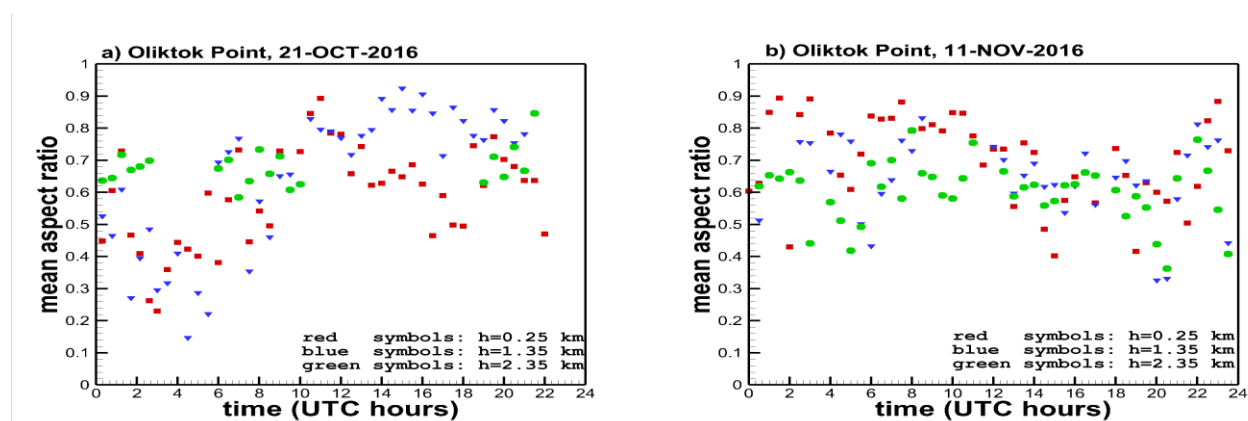 a) Oliktok Point, 21-OCT-2016
1
0.9
0.8
0.7
0.6
0.5
0.4
0.3
0.2
0.1
0
mean aspect ratio
red symbols: h=0.25 km
blue symbols: h=1.35 km
green symbols: h=2.35 km
0 2 4 6 8 10 12 14 16 18 20 22 24
time (UTC hours)
b) Oliktok Point, 11-NOV-2016
1
0.9
0.8
0.7
0.6
0.5
0.4
0.3
0.2
0.1
0
mean aspect ratio
red symbols: h=0.25 km
blue symbols: h=1.35 km
green symbols: h=2.35 km
0 2 4 6 8 10 12 14 16 18 20 22 24
time (UTC hours)